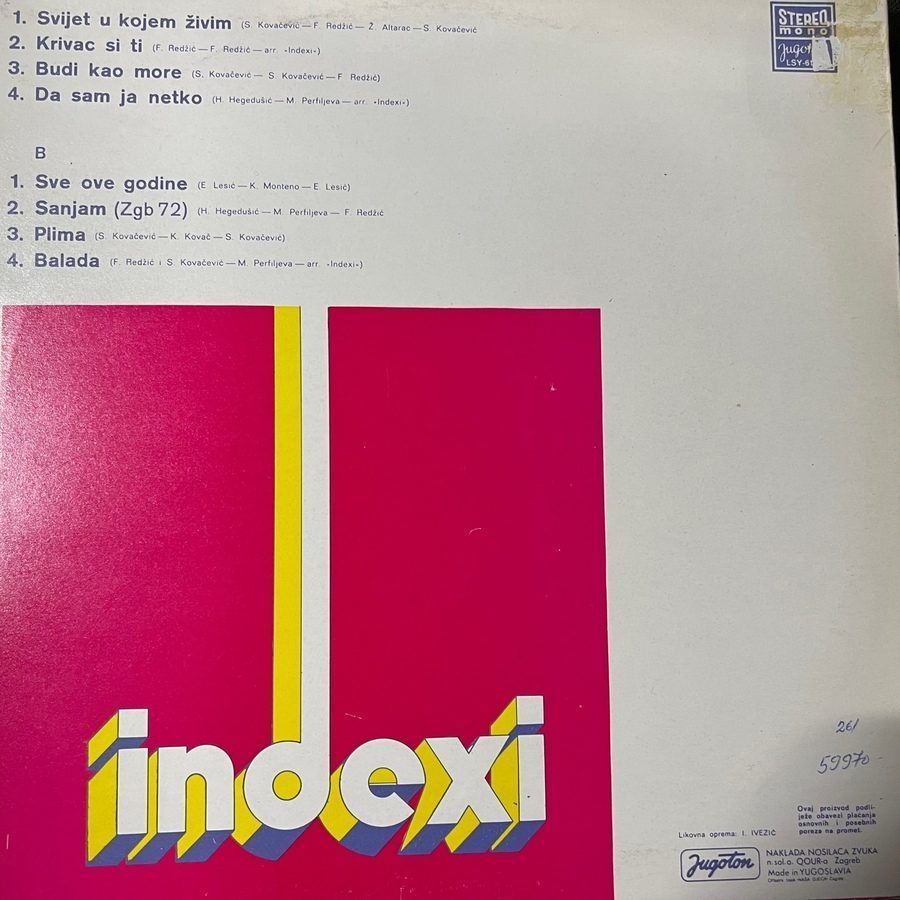 1. Svijet u kojem živim (S. Kovačević — F. Redžić — Ž. Altarac — S. Kovačević
2. Krivac si ti (F. Redžić — F. Redžić — arr. »Indexi«)
3. Budi kao more (S. Kovačević — S. Kovačević — F Redžić)
4. Da sam ja netko (H. Hegedušić — M. Perfiljeva — arr. »Indexi«)
B
1. Sve ove godine (E Lesić — K. Monteno — E. Lesić)
2. Sanjam (Zgb 72) (H. Hegedušić — M. Perfiljeva — F. Redžić
3. Plima (S. Kovačević — K. Kovač — S. Kovačević)
4. Balada (F. Redžić i S. Kovačević — M. Perfiljeva — arr. »Indexi«)
STEREO
mono
LSY-6
indexi
26/
59970
Ovaj proizvod podli-
ježe obavezi plaćanja
osnovnih i posebnih
poreza na promet.
Likovna oprema: I. IVEZIĆ
Jugoton
NAKLADA NOSILACA ZVUKA
n.sol.o. OOUR-a Zagreb
Made in YUGOSLAVIA